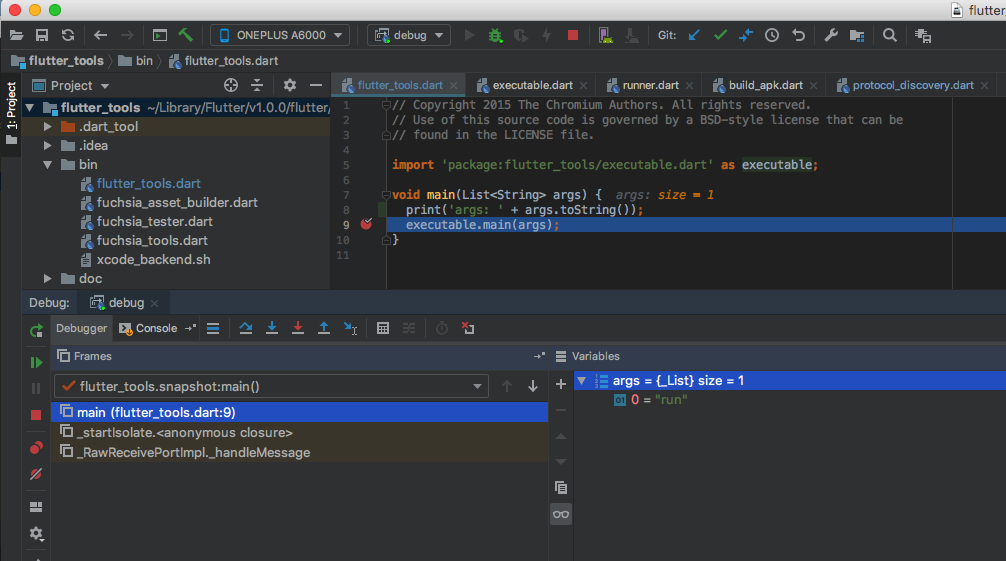 flutter_
ONEPLUS A6000
debug
Git:
flutter_tools
bin
flutter_tools.dart
1: Project
Project
flutter_tools ~/Library/Flutter/v1.0.0/flutter/
.dart_tool
.idea
bin
flutter_tools.dart
fuchsia_asset_builder.dart
fuchsia_tester.dart
fuchsia_tools.dart
xcode_backend.sh
doc
flutter_tools.dart
executable.dart
runner.dart
build_apk.dart
protocol_discovery.dart
1 // Copyright 2015 The Chromium Authors. All rights reserved.
2 // Use of this source code is governed by a BSD-style license that can be
3 // found in the LICENSE file.
4
5 import 'package:flutter_tools/executable.dart' as executable;
6
7 void main(List<String> args) { args: size = 1
8 print('args: ' + args.toString());
9 executable.main(args);
10 }
11
Debug:
debug
Debugger
Console
Frames
flutter_tools.snapshot:main()
main (flutter_tools.dart:9)
_startIsolate.<anonymous closure>
_RawReceivePortImpl._handleMessage
Variables
args = {_List} size = 1
01 0 = "run"